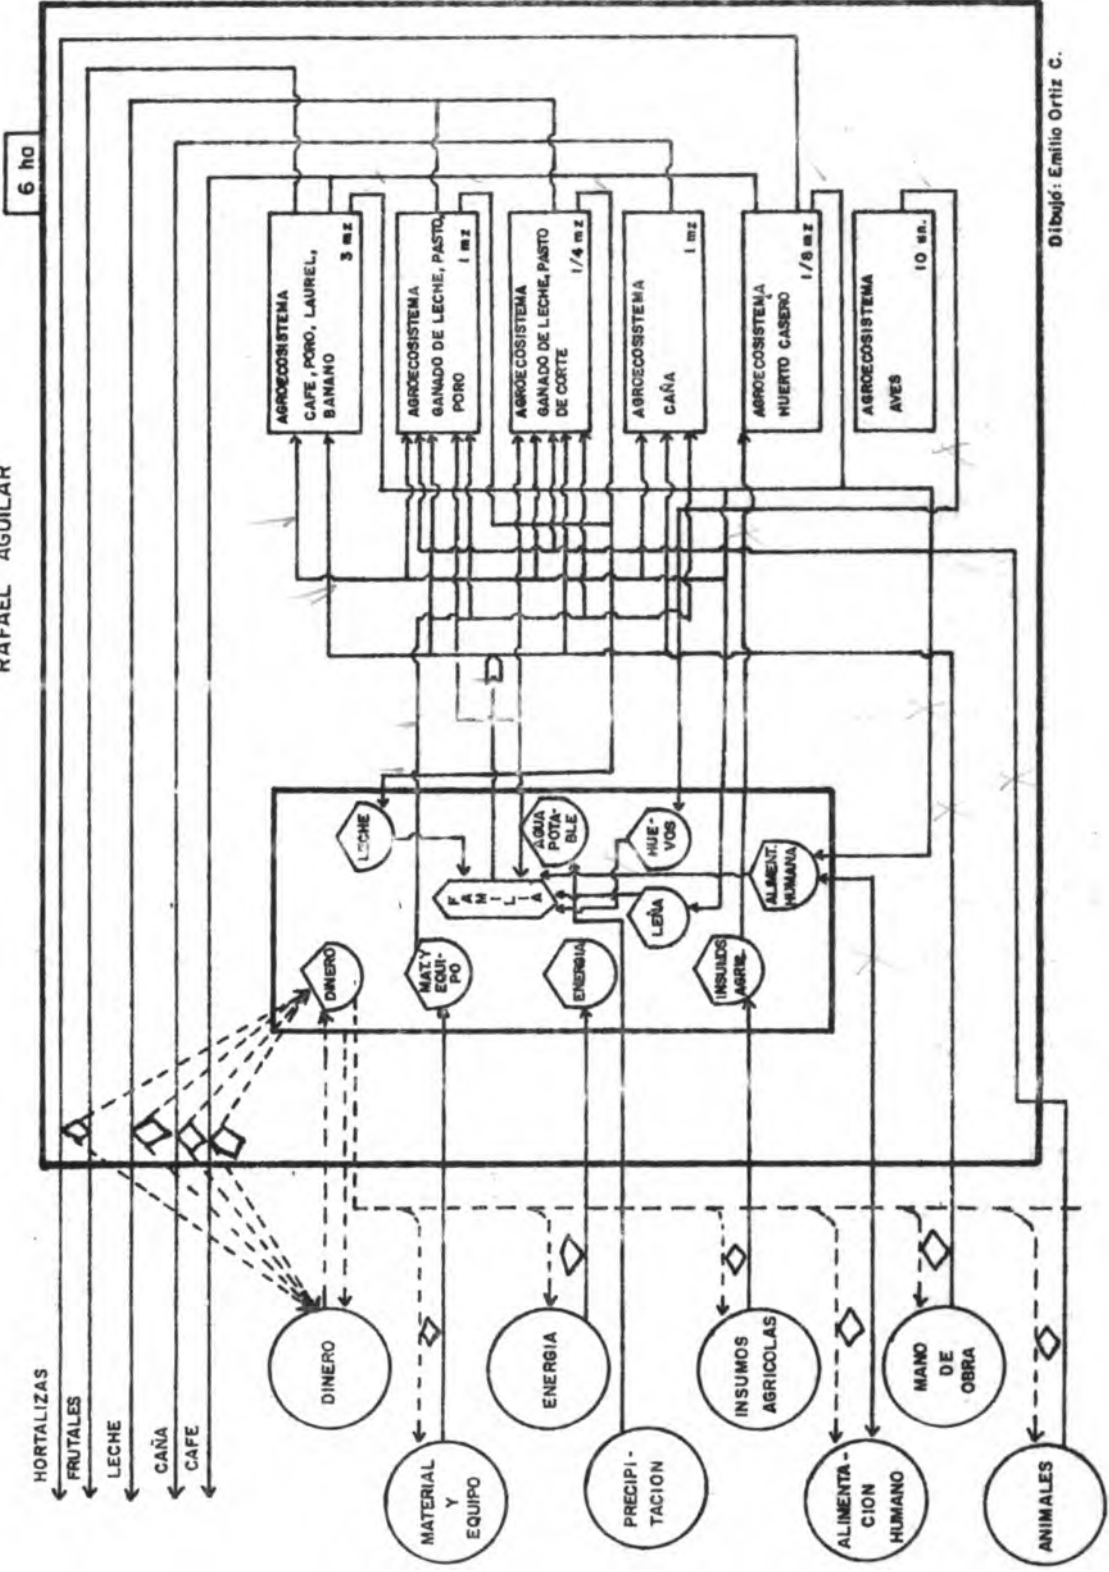 RAFAEL AGUILAR
6 ha
HORTALIZAS
FRUTALES
LECHE
CAÑA
CAFE
AGROECOSISTEMA
CAFE, PORO, LAUREL,
BANANO
3 mz
AGROECOSISTEMA
GANADO DE LECHE, PASTO,
PORO
1 mz
AGROECOSISTEMA
GANADO DE LECHE, PASTO
DE CORTE
1/4 mz
AGROECOSISTEMA
CAÑA
1 mz
AGROECOSISTEMA
HUERTO CASERO
1/8 mz
AGROECOSISTEMA
AVES
10 an.
LECHE
FAMILIA
AGUA
POTA-
BLE
HUE-
VOS
LEÑA
ALIMENT.
HUMANA
DINERO
MAT.Y
EQUI-
PO
ENERGIA
INSUMOS
AGRIC.
DINERO
MATERIAL
Y
EQUIPO
ENERGIA
PRECIPI-
TACION
INSUMOS
AGRICOLAS
ALIMENTA-
CION
HUMANO
MANO
DE
OBRA
ANIMALES
Dibujó: Emilio Ortiz C.